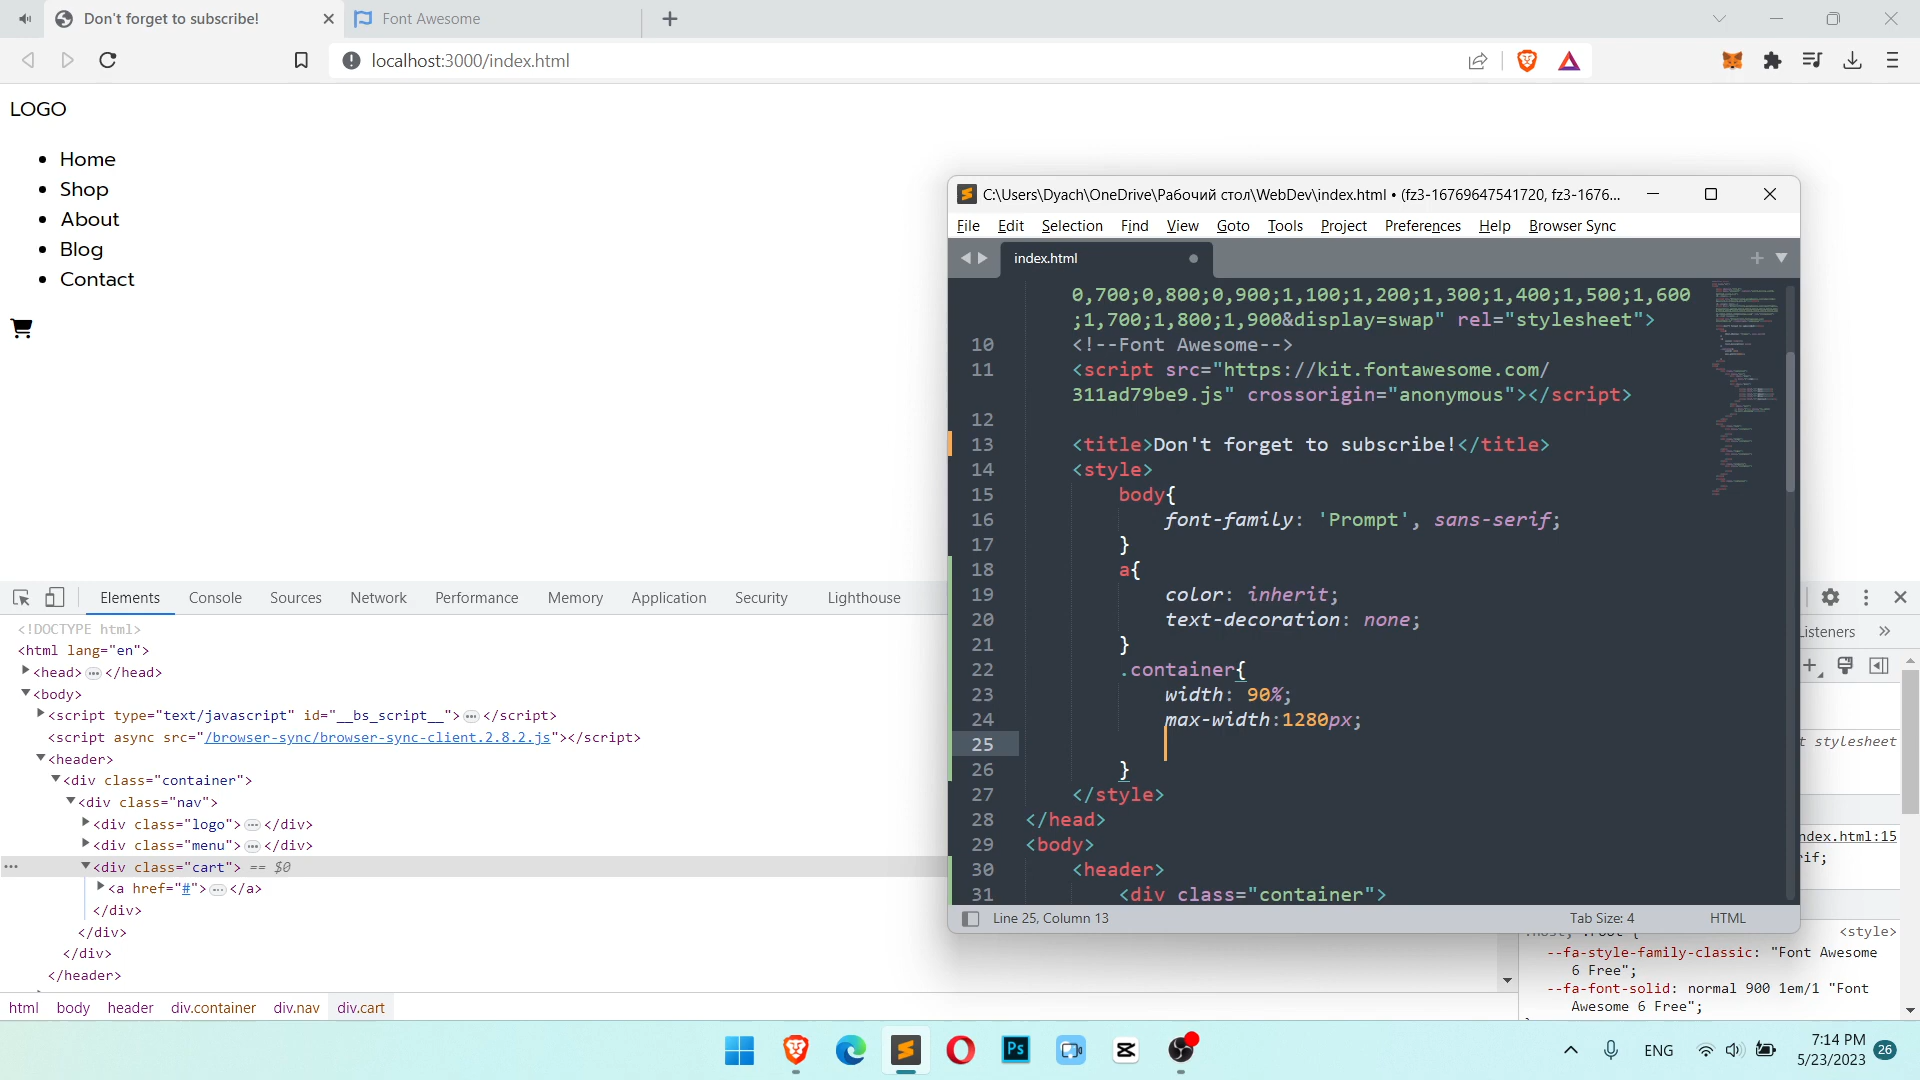 Don't forget to subscribe!
Font Awesome
localhost:3000/index.html
LOGO
Home
Shop
About
Blog
Contact
C:\Users\Dyach\OneDrive\Рабочий стол\WebDev\index.html • (fz3-16769647541720, fz3-1676...
File Edit Selection Find View Goto Tools Project Preferences Help Browser Sync
index.html
0,700;0,800;0,900;1,100;1,200;1,300;1,400;1,500;1,600
;1,700;1,800;1,900&display=swap" rel="stylesheet">
10 <!--Font Awesome-->
11 <script src="https://kit.fontawesome.com/
311ad79be9.js" crossorigin="anonymous"></script>
12
13 <title>Don't forget to subscribe!</title>
14 <style>
15 body{
16 font-family: 'Prompt', sans-serif;
17 }
18 a{
19 color: inherit;
20 text-decoration: none;
21 }
22 .container{
23 width: 90%;
24 max-width:1280px;
25
26 }
27 </style>
28 </head>
29 <body>
30 <header>
31 <div class="container">
Line 25, Column 13 Tab Size: 4 HTML
Elements Console Sources Network Performance Memory Application Security Lighthouse
<!DOCTYPE html>
<html lang="en">
<head> ... </head>
<body>
<script type="text/javascript" id="__bs_script__"> ... </script>
<script async src="/browser-sync/browser-sync-client.2.8.2.js"></script>
<header>
<div class="container">
<div class="nav">
<div class="logo"> ... </div>
<div class="menu"> ... </div>
... <div class="cart"> == $0
<a href="#"> ... </a>
</div>
</div>
</div>
</header>
html body header div.container div.nav div.cart
Listeners
t stylesheet
ndex.html:15
rif;
<style>
--fa-style-family-classic: "Font Awesome
6 Free";
--fa-font-solid: normal 900 1em/1 "Font
Awesome 6 Free";
Ps
ENG
7:14 PM
5/23/2023
26